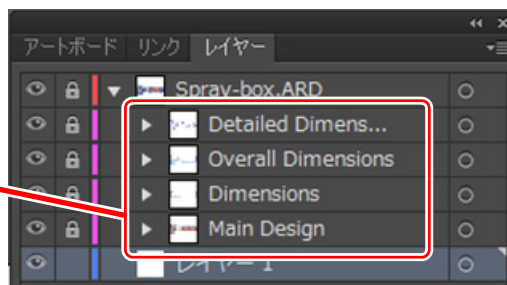 アートボード リンク レイヤー
Spray-box.ARD
Detailed Dimens...
Overall Dimensions
Dimensions
Main Design
レイヤー 1